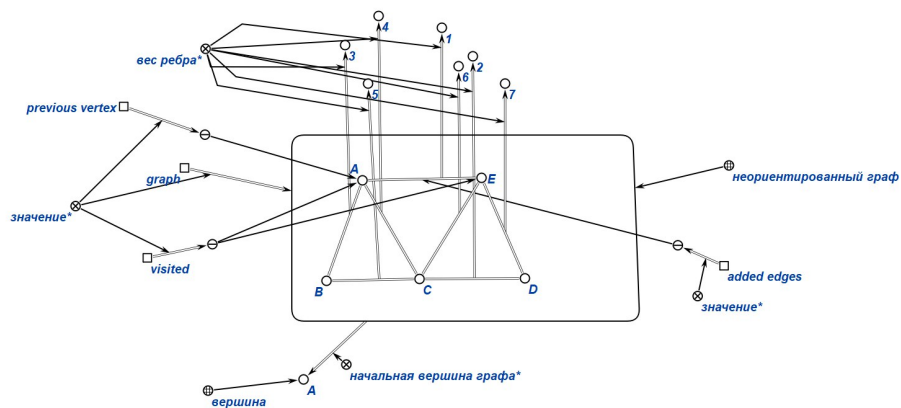 4
1
3
вес ребра*
2
6
5
7
previous vertex
A
E
неориентированный граф
graph
значение*
visited
added edges
B
C
D
значение*
начальная вершина графа*
A
вершина